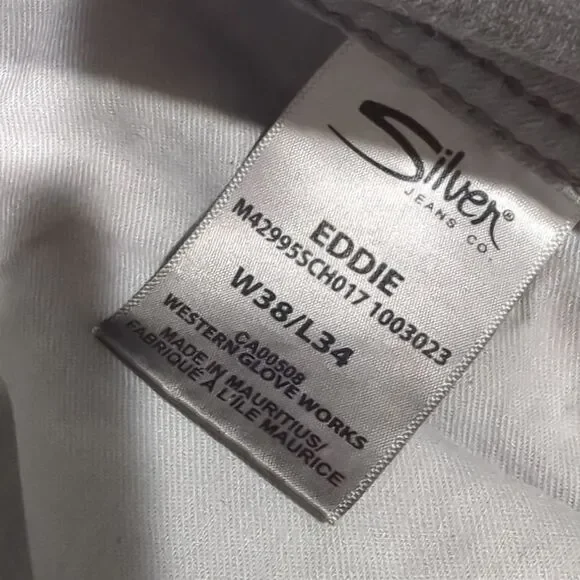 Silver®
JEANS CO.
EDDIE
M42995SCH017 1003023
W38/L34
CA00508
WESTERN GLOVE WORKS
MADE IN MAURITIUS/
FABRIQUÉ À L'ÎLE MAURICE